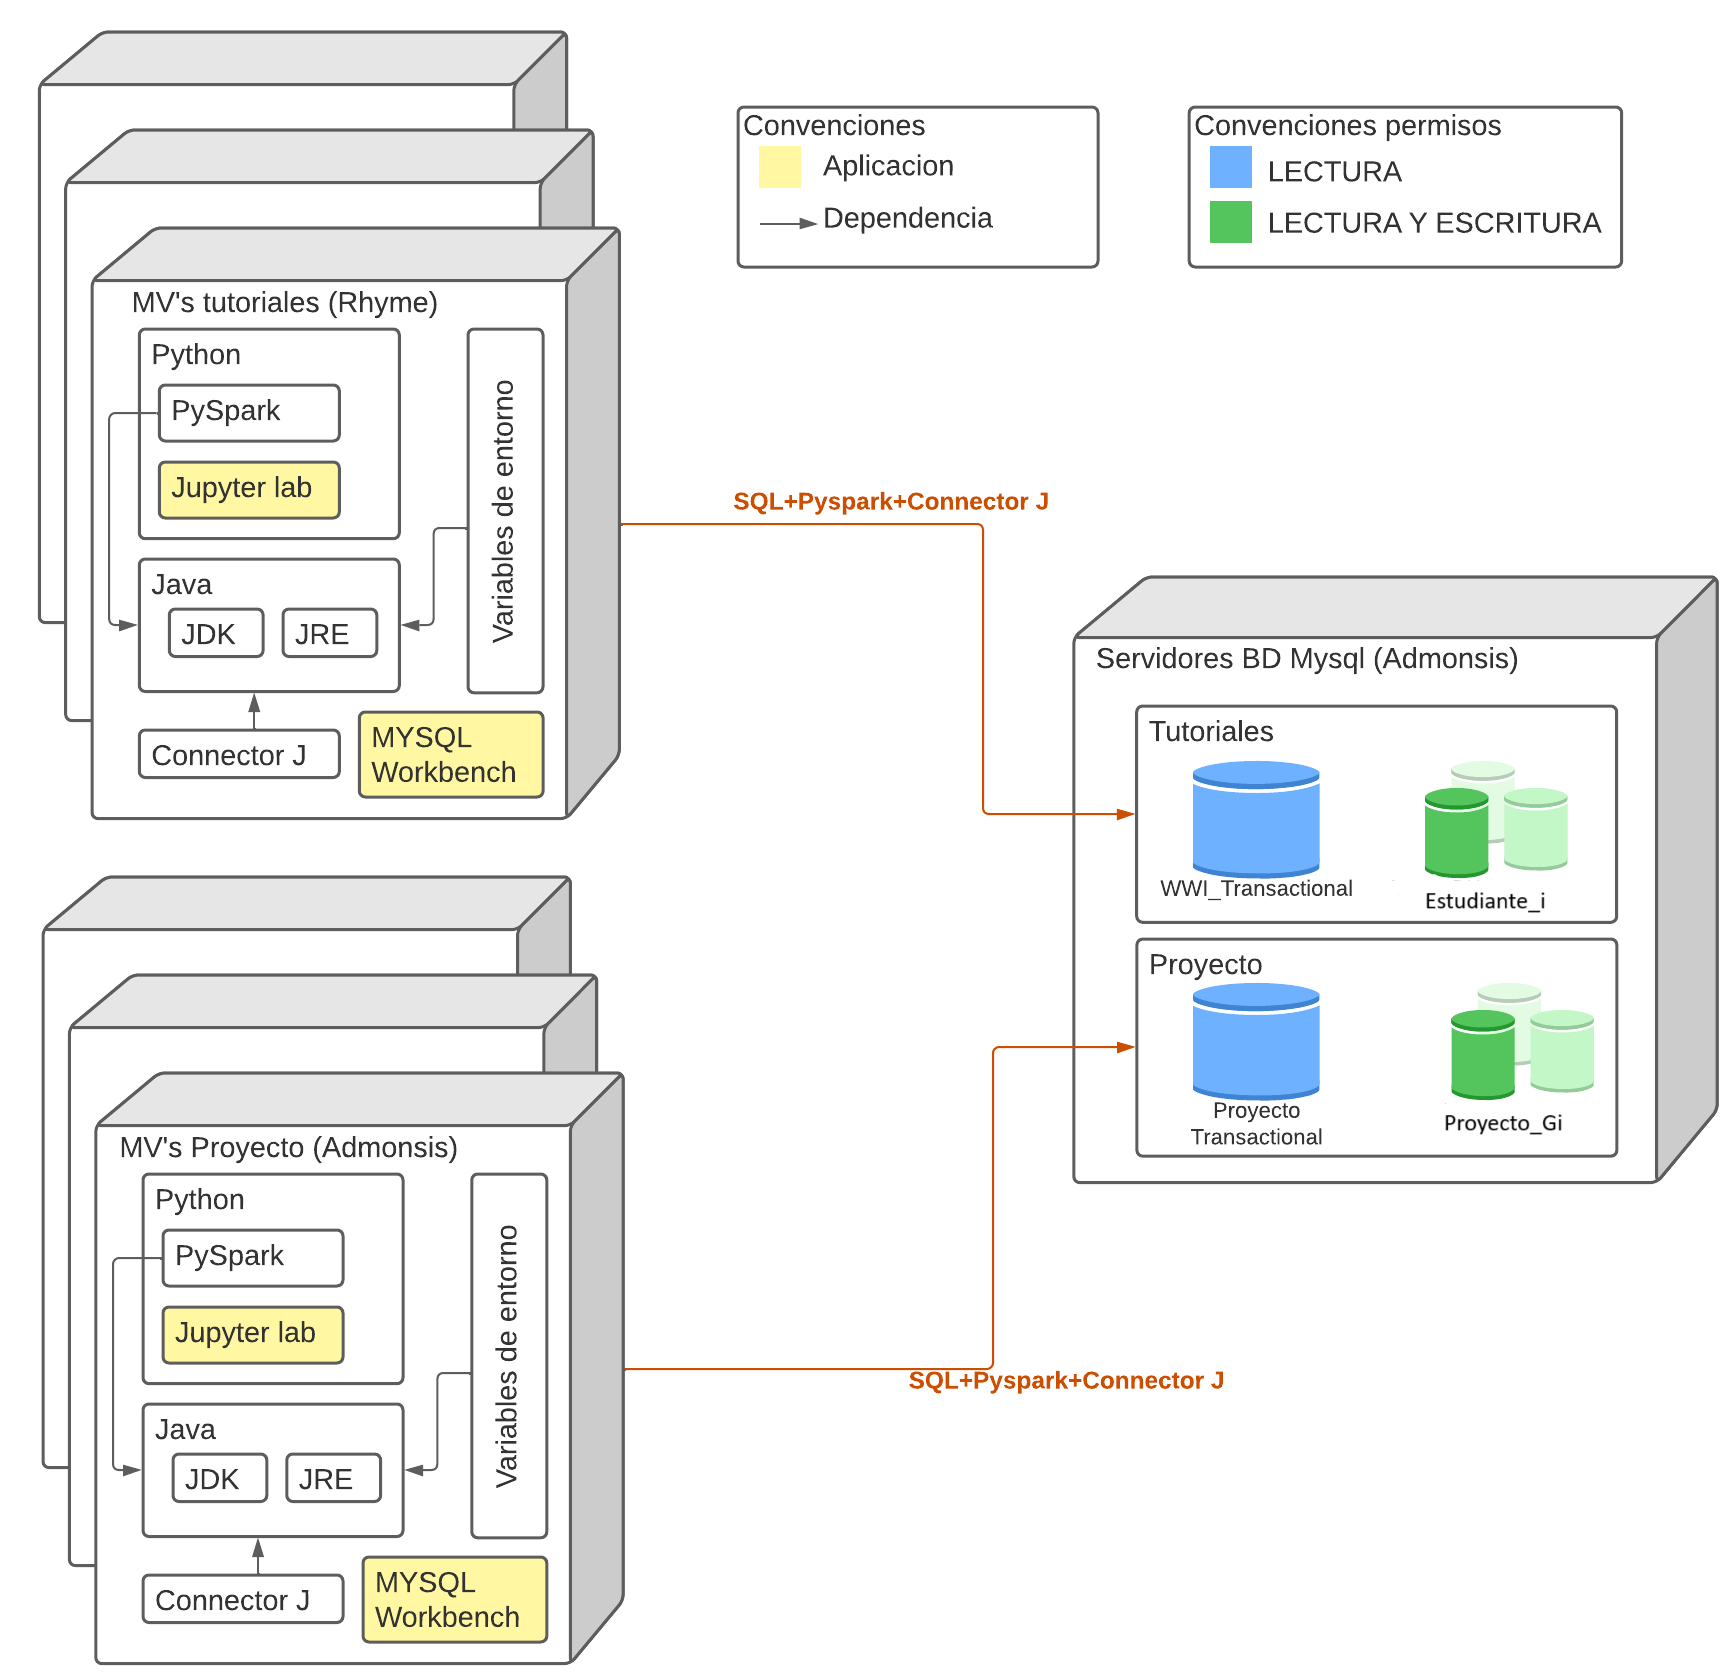 Convenciones
Aplicacion
Dependencia
Convenciones permisos
LECTURA
LECTURA Y ESCRITURA
MV's tutoriales (Rhyme)
Python
PySpark
Jupyter lab
Variables de entorno
Java
JDK
JRE
Connector J
MYSQL
Workbench
SQL+Pyspark+Connector J
Servidores BD Mysql (Admonsis)
Tutoriales
WWI_Transactional
Estudiante_i
Proyecto
Proyecto
Transactional
Proyecto_Gi
MV's Proyecto (Admonsis)
Python
PySpark
Jupyter lab
Variables de entorno
Java
JDK
JRE
Connector J
MYSQL
Workbench
SQL+Pyspark+Connector J